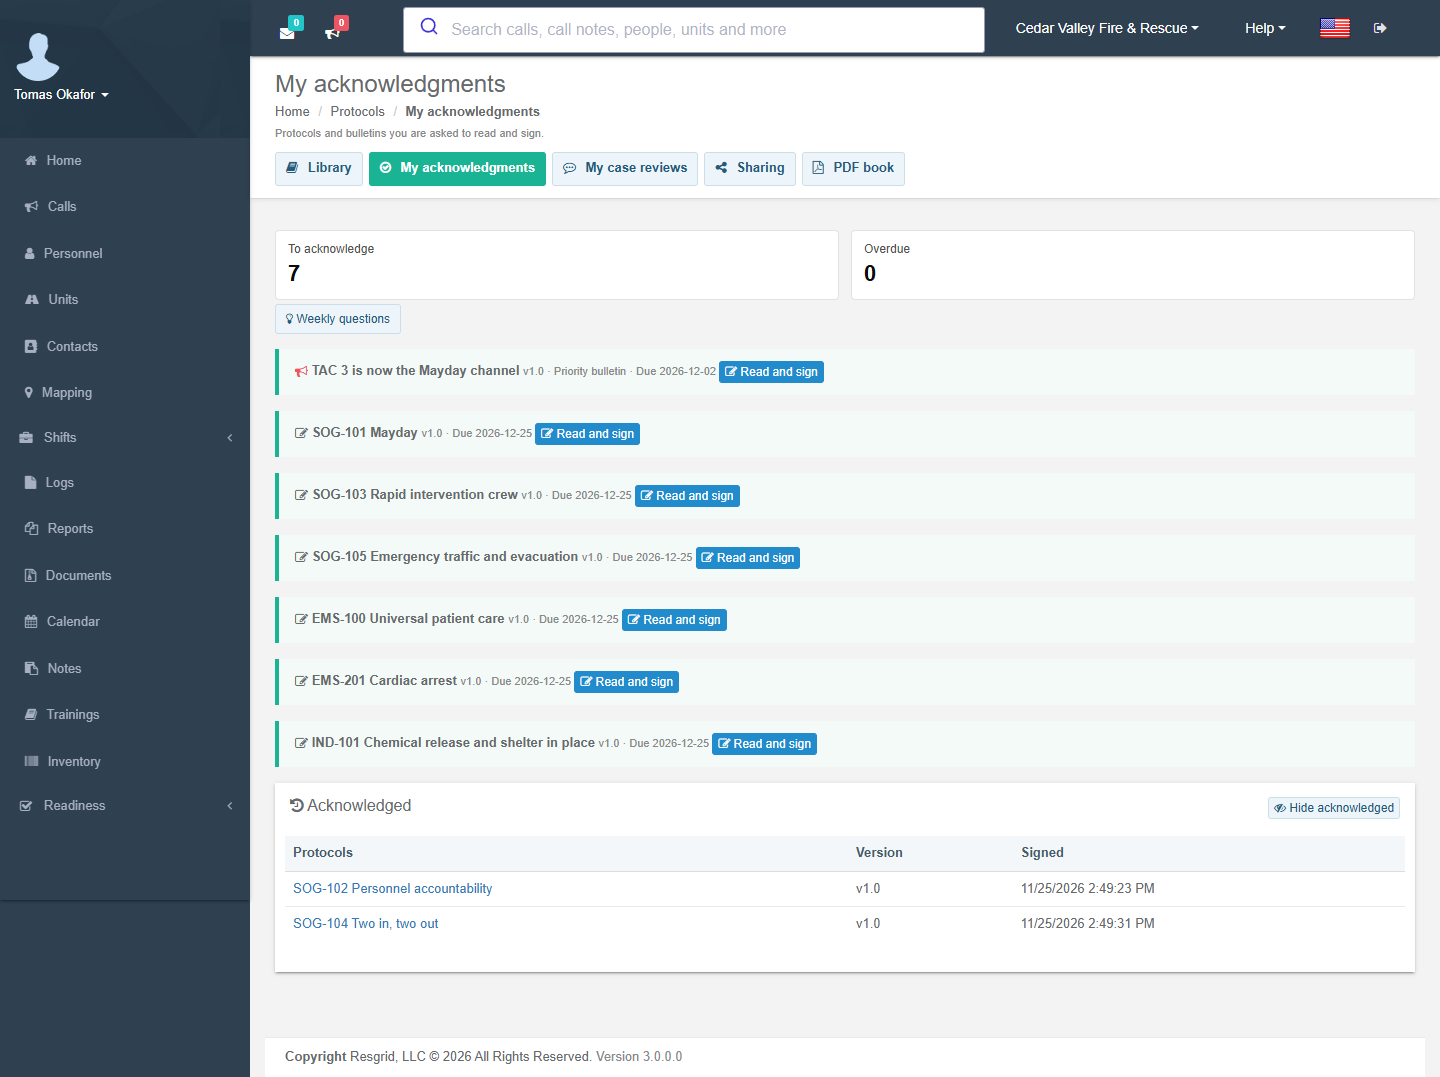 0
0
Search calls, call notes, people, units and more
Cedar Valley Fire & Rescue
Help
Tomas Okafor
Home
Calls
Personnel
Units
Contacts
Mapping
Shifts
Logs
Reports
Documents
Calendar
Notes
Trainings
Inventory
Readiness
My acknowledgments
Home / Protocols / My acknowledgments
Protocols and bulletins you are asked to read and sign.
Library
My acknowledgments
My case reviews
Sharing
PDF book
To acknowledge
7
Overdue
0
Weekly questions
TAC 3 is now the Mayday channel v1.0 · Priority bulletin · Due 2026-12-02 Read and sign
SOG-101 Mayday v1.0 · Due 2026-12-25 Read and sign
SOG-103 Rapid intervention crew v1.0 · Due 2026-12-25 Read and sign
SOG-105 Emergency traffic and evacuation v1.0 · Due 2026-12-25 Read and sign
EMS-100 Universal patient care v1.0 · Due 2026-12-25 Read and sign
EMS-201 Cardiac arrest v1.0 · Due 2026-12-25 Read and sign
IND-101 Chemical release and shelter in place v1.0 · Due 2026-12-25 Read and sign
Acknowledged
Hide acknowledged
Protocols Version Signed
SOG-102 Personnel accountability v1.0 11/25/2026 2:49:23 PM
SOG-104 Two in, two out v1.0 11/25/2026 2:49:31 PM
Copyright Resgrid, LLC © 2026 All Rights Reserved. Version 3.0.0.0